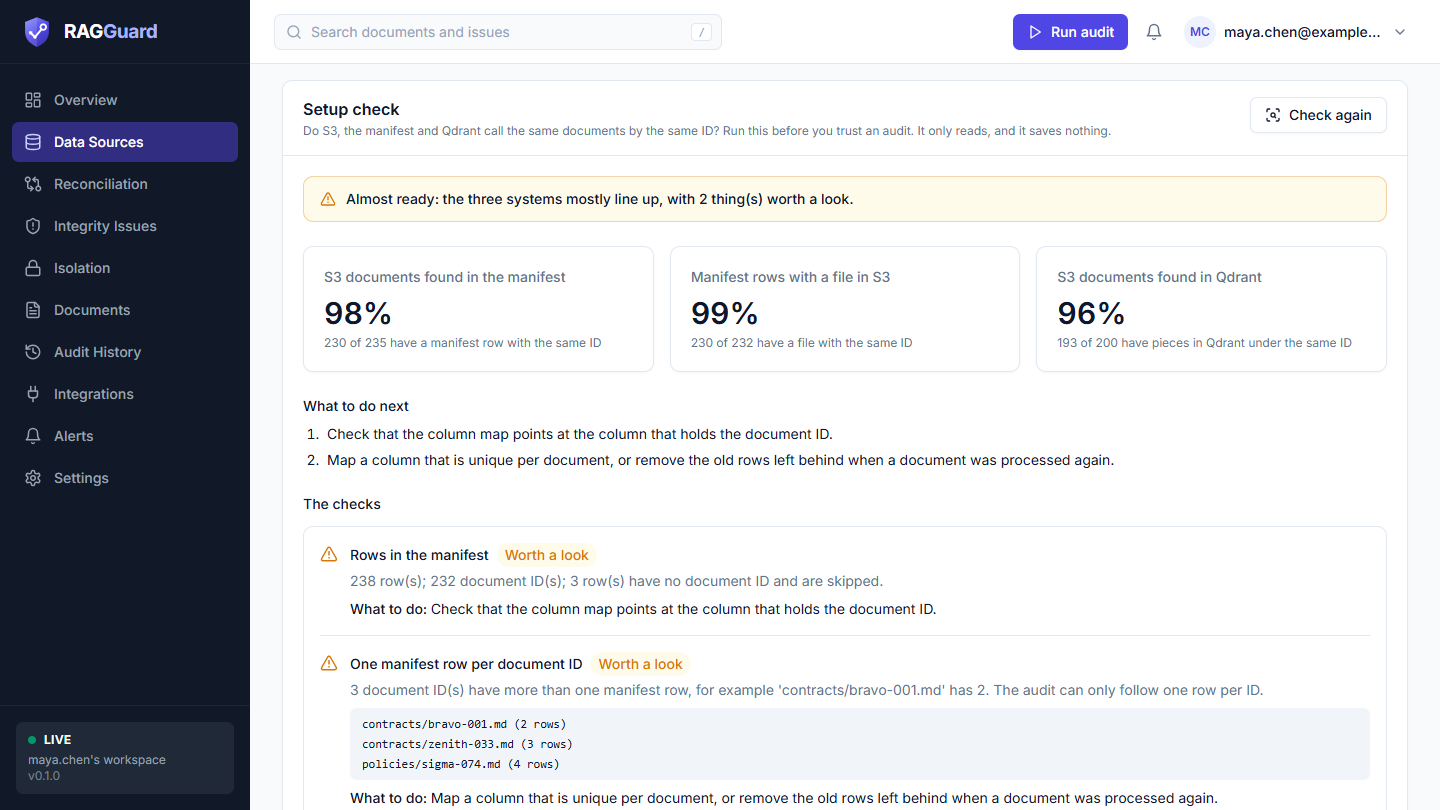 RAGGuard
Search documents and issues
/
Run audit
MC
maya.chen@example...
Overview
Data Sources
Reconciliation
Integrity Issues
Isolation
Documents
Audit History
Integrations
Alerts
Settings
LIVE
maya.chen's workspace
v0.1.0
Setup check
Do S3, the manifest and Qdrant call the same documents by the same ID? Run this before you trust an audit. It only reads, and it saves nothing.
Check again
Almost ready: the three systems mostly line up, with 2 thing(s) worth a look.
S3 documents found in the manifest
98%
230 of 235 have a manifest row with the same ID
Manifest rows with a file in S3
99%
230 of 232 have a file with the same ID
S3 documents found in Qdrant
96%
193 of 200 have pieces in Qdrant under the same ID
What to do next
1. Check that the column map points at the column that holds the document ID.
2. Map a column that is unique per document, or remove the old rows left behind when a document was processed again.
The checks
Rows in the manifest Worth a look
238 row(s); 232 document ID(s); 3 row(s) have no document ID and are skipped.
What to do: Check that the column map points at the column that holds the document ID.
One manifest row per document ID Worth a look
3 document ID(s) have more than one manifest row, for example 'contracts/bravo-001.md' has 2. The audit can only follow one row per ID.
contracts/bravo-001.md (2 rows)
contracts/zenith-033.md (3 rows)
policies/sigma-074.md (4 rows)
What to do: Map a column that is unique per document, or remove the old rows left behind when a document was processed again.